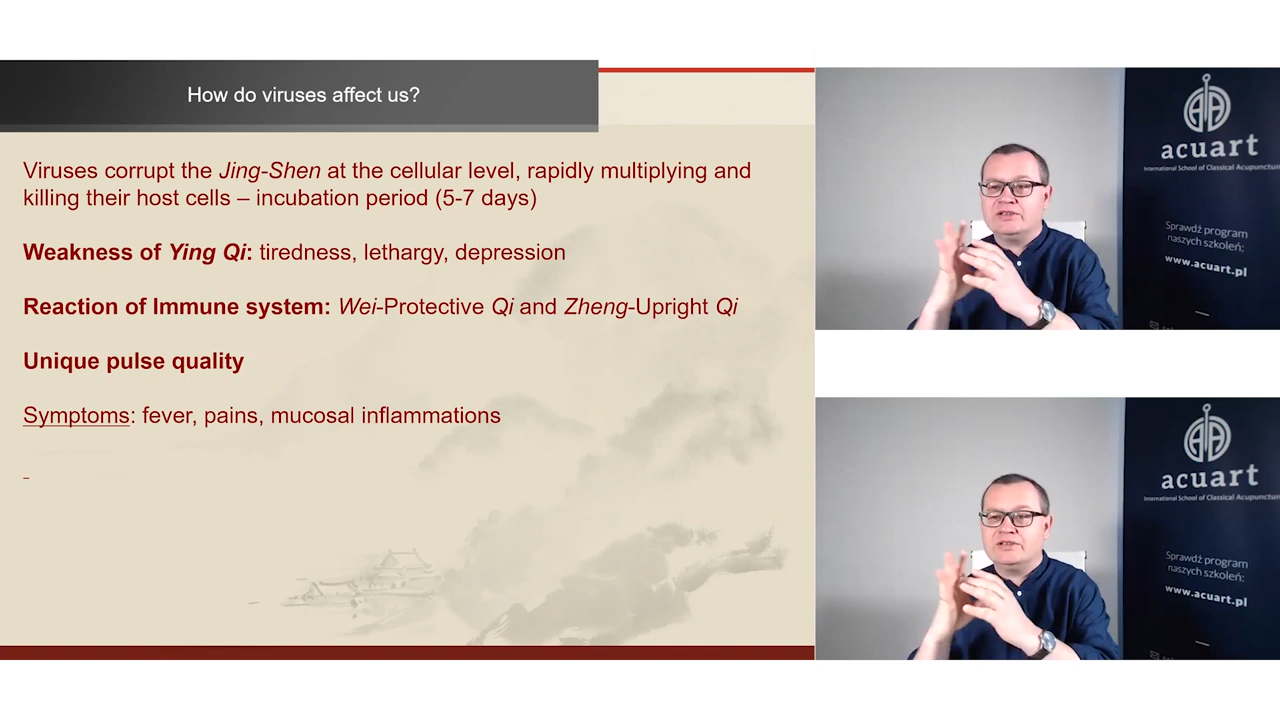 How do viruses affect us?
Viruses corrupt the Jing-Shen at the cellular level, rapidly multiplying and
killing their host cells – incubation period (5-7 days)
Weakness of Ying Qi: tiredness, lethargy, depression
Reaction of Immune system: Wei-Protective Qi and Zheng-Upright Qi
Unique pulse quality
Symptoms: fever, pains, mucosal inflammations
acuart
International School of Classical Acupunctur
Sprawdź program
naszych szkoleń:
www.acuart.pl
acuart
International School of Classical Acupunctur
Sprawdź program
naszych szkoleń:
www.acuart.pl